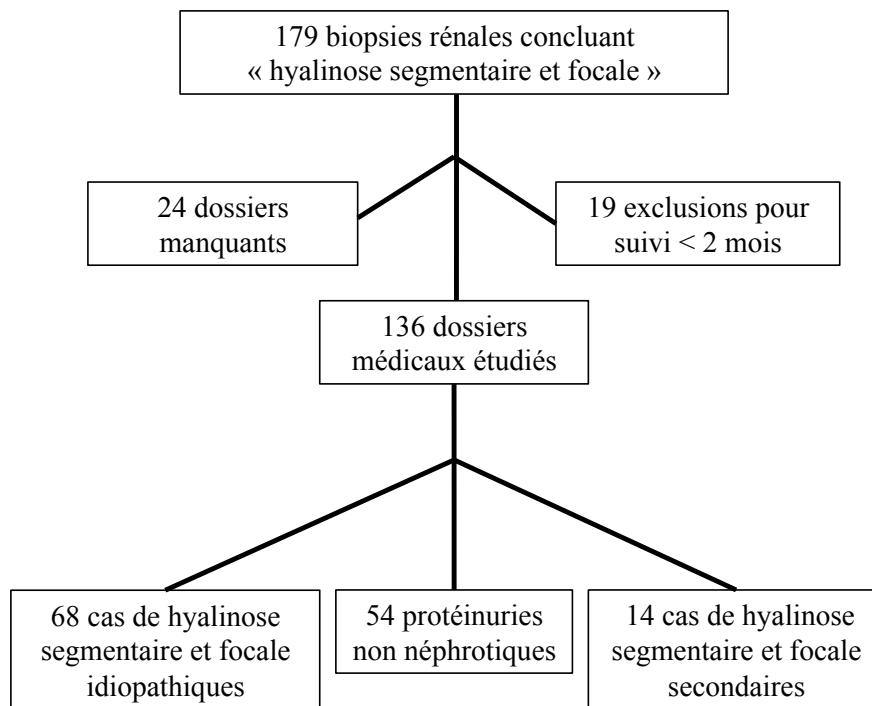 179 biopsies rénales concluant
« hyalinose segmentaire et focale »
24 dossiers
manquants
19 exclusions pour
suivi < 2 mois
136 dossiers
médicaux étudiés
68 cas de hyalinose
segmentaire et focale
idiopathiques
54 protéinuries
non néphrotiques
14 cas de hyalinose
segmentaire et focale
secondaires